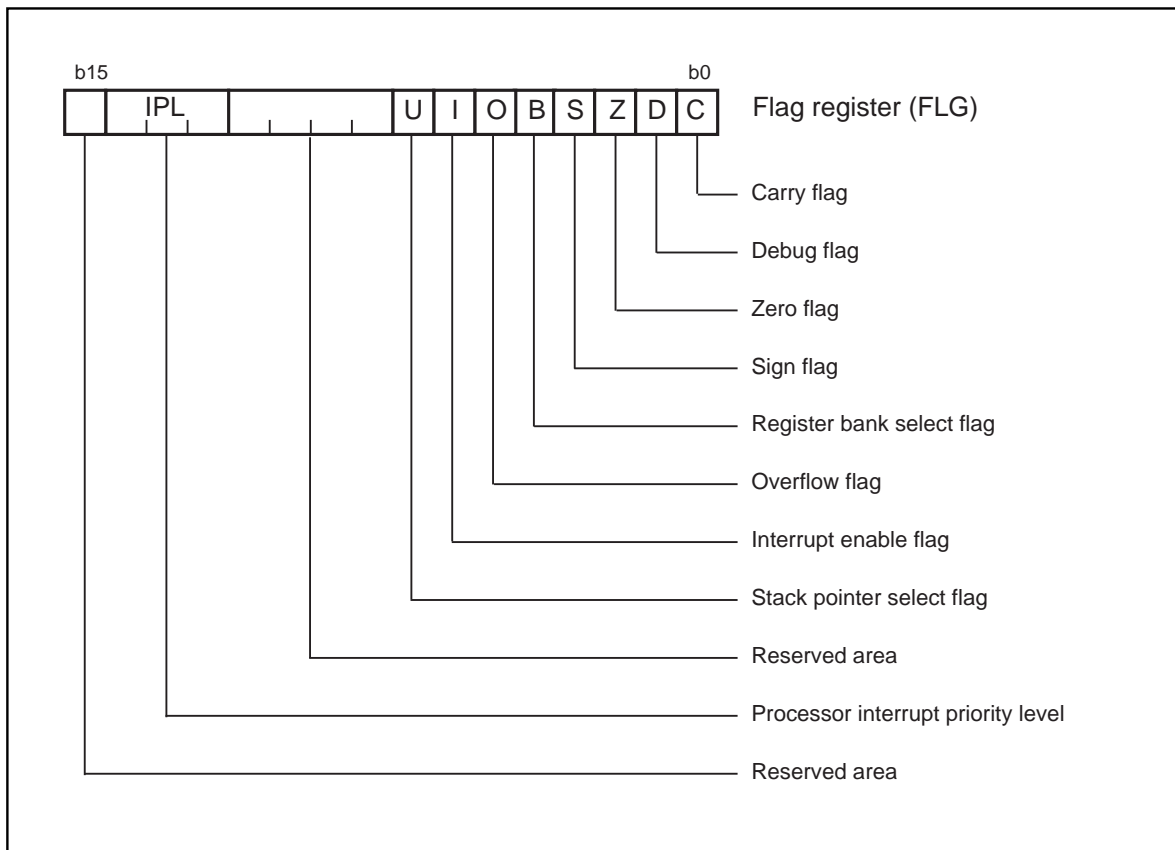 b15 b0
IPL U I O B S Z D C Flag register (FLG)
Carry flag
Debug flag
Zero flag
Sign flag
Register bank select flag
Overflow flag
Interrupt enable flag
Stack pointer select flag
Reserved area
Processor interrupt priority level
Reserved area